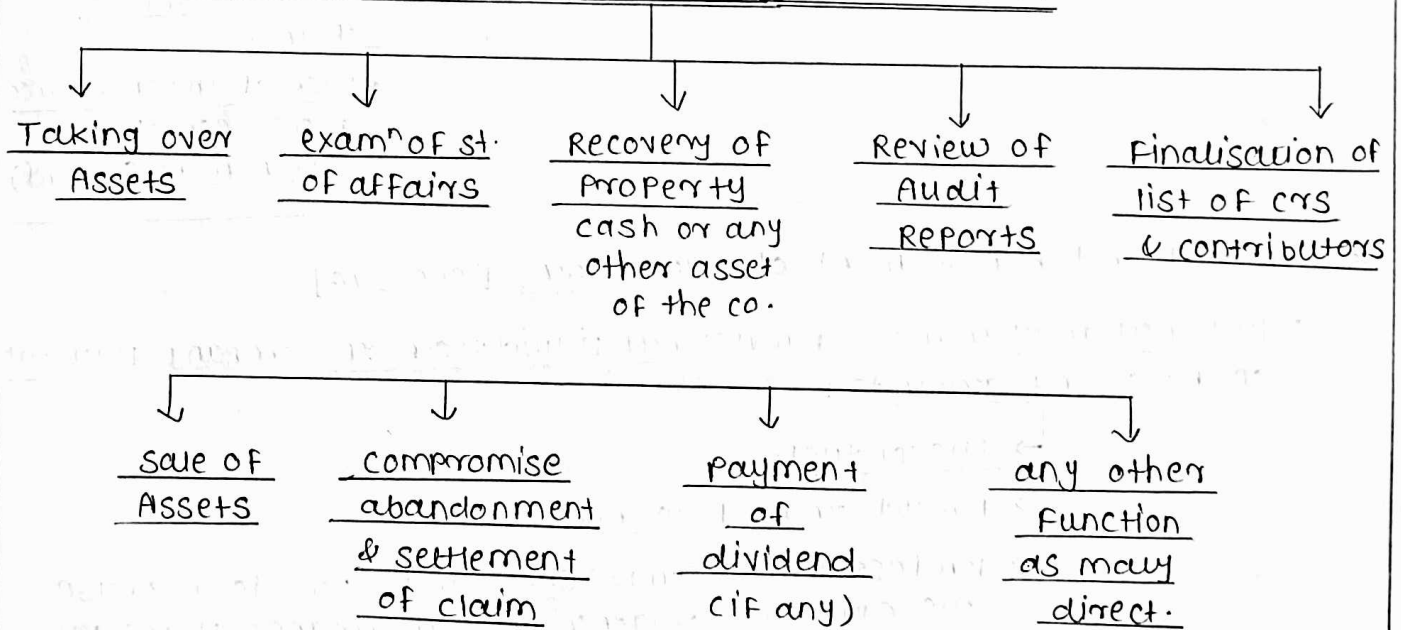 Taking over
Assets
examⁿ of st.
of affairs
Recovery of
property
cash or any
other asset
of the co.
Review of
Audit
Reports
Finalisation of
list of crs
& contributors
Sale of
Assets
compromise
abandonment
& settlement
of claim
Payment
of
dividend
(if any)
any other
Function
as may
direct.